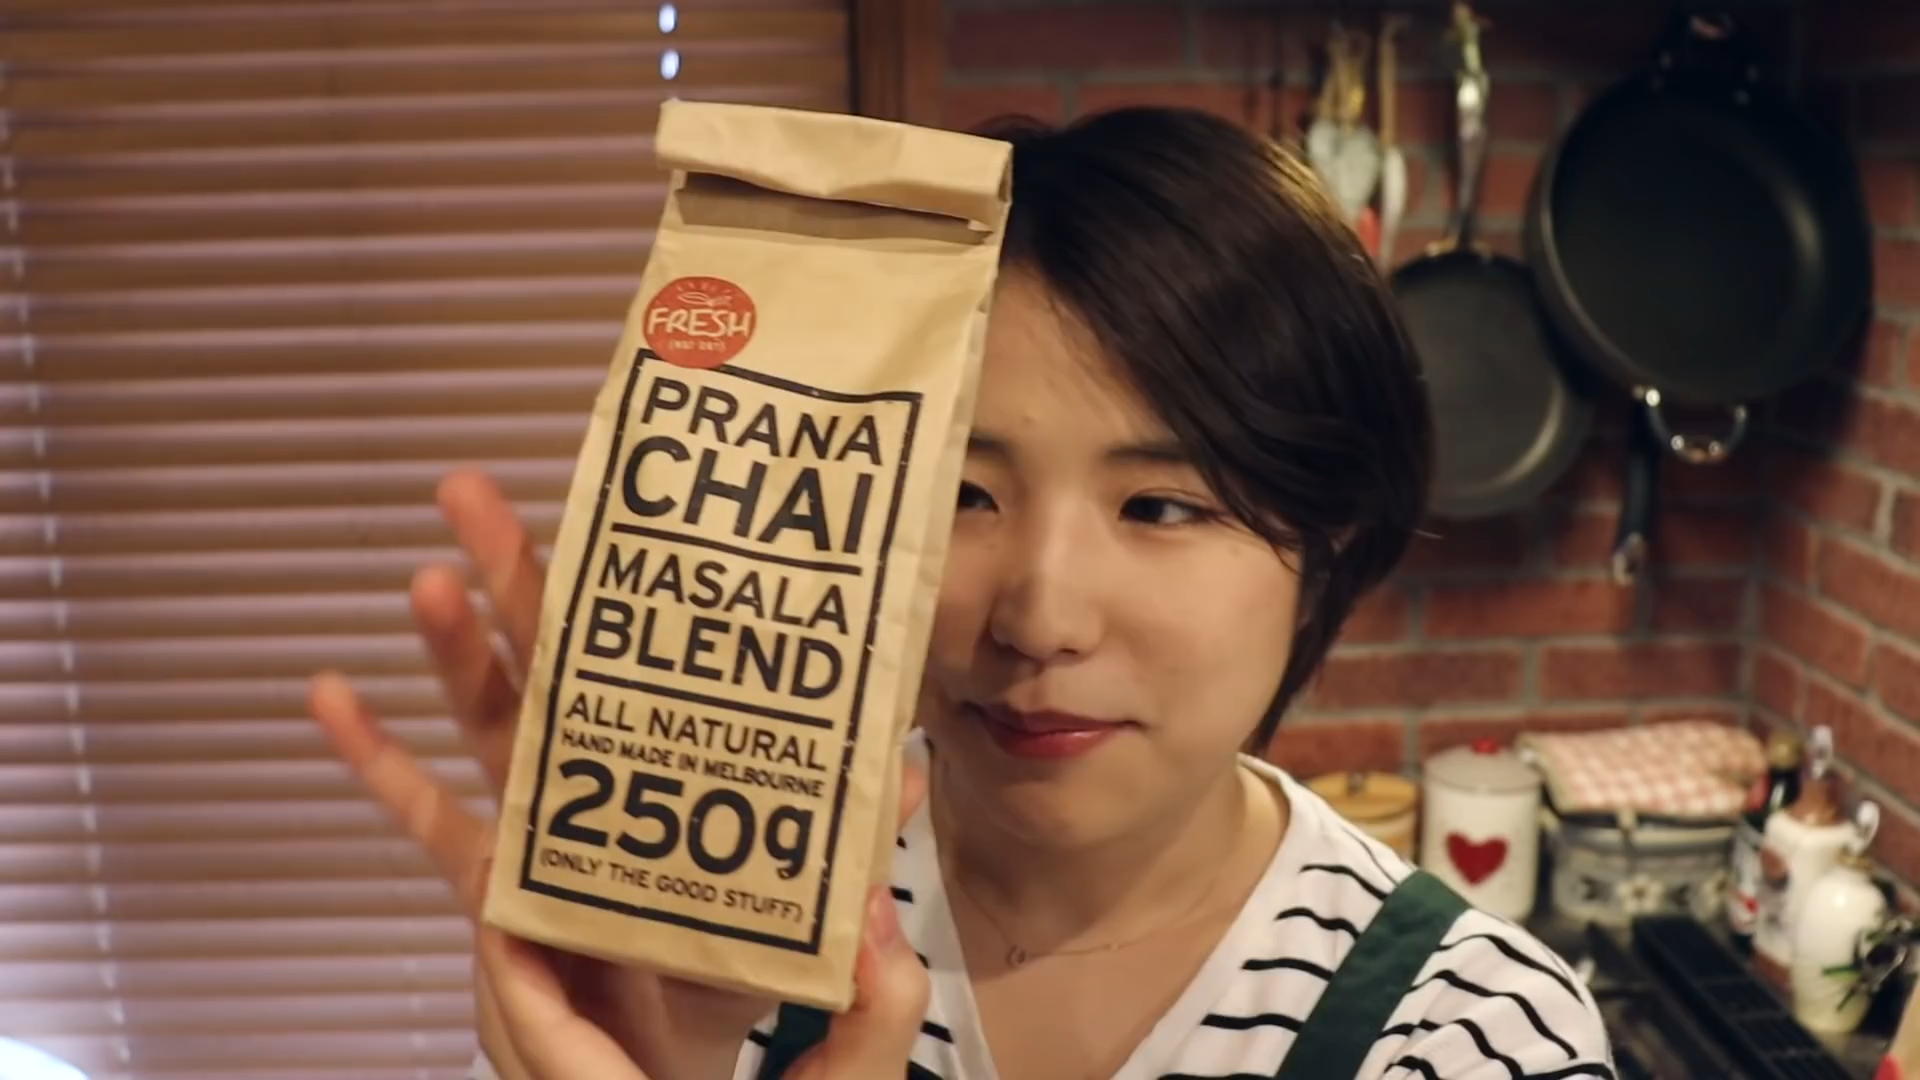 FRESH
PRANA
CHAI
MASALA
BLEND
ALL NATURAL
HAND MADE IN MELBOURNE
250g
(ONLY THE GOOD STUFF)